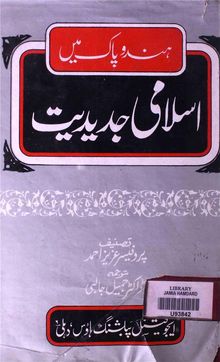 ہندوپاک میں
اسلامی جدیدیت
تصنیف
پروفیسر عزیز احمد
ترجمہ
ڈاکٹر جمیل جالبی
LIBRARY
JAMIA HAMDARD
U93842
ایجوکیشنل پبلشنگ ہاؤس ' دہلی